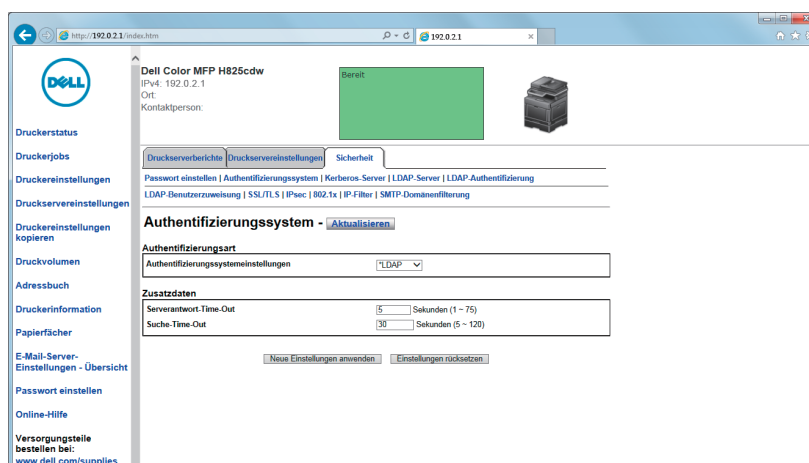 http://192.0.2.1/index.htm
192.0.2.1
DELL
Dell Color MFP H825cdw
IPv4: 192.0.2.1
Ort:
Kontaktperson:
Bereit
Druckerstatus
Druckerjobs
Druckereinstellungen
Druckservereinstellungen
Druckereinstellungen
kopieren
Druckvolumen
Adressbuch
Druckerinformation
Papierfächer
E-Mail-Server-
Einstellungen - Übersicht
Passwort einstellen
Online-Hilfe
Versorgungsteile
bestellen bei:
www.dell.com/supplies
Druckserverberichte Druckservereinstellungen Sicherheit
Passwort einstellen | Authentifizierungssystem | Kerberos-Server | LDAP-Server | LDAP-Authentifizierung
LDAP-Benutzerzuweisung | SSL/TLS | IPsec | 802.1x | IP-Filter | SMTP-Domänenfilterung
Authentifizierungssystem - Aktualisieren
Authentifizierungsart
Authentifizierungssystemeinstellungen *LDAP
Zusatzdaten
Serverantwort-Time-Out 5 Sekunden (1 ~ 75)
Suche-Time-Out 30 Sekunden (5 ~ 120)
Neue Einstellungen anwenden Einstellungen rücksetzen